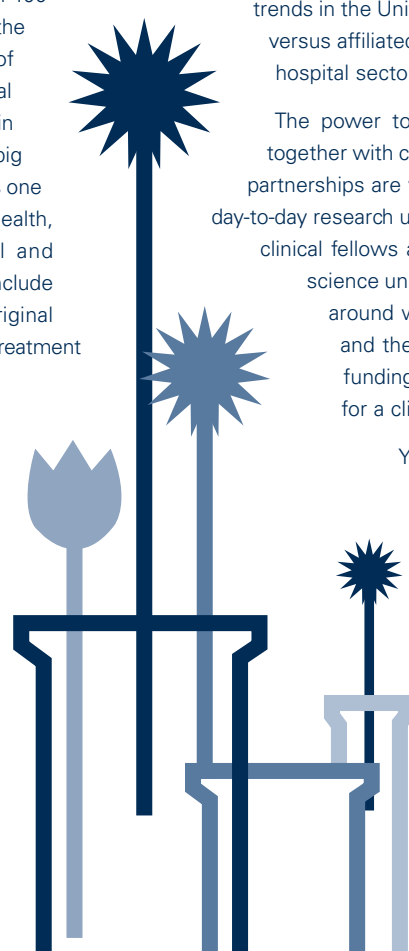 the
of
al
in
big
one
ealth,
l and
nclude
riginal
reatment
trends in the Uni
versus affiliated
hospital secto
The power to
together with c
partnerships are
day-to-day research u
clinical fellows a
science un
around v
and the
funding
for a cli
Y